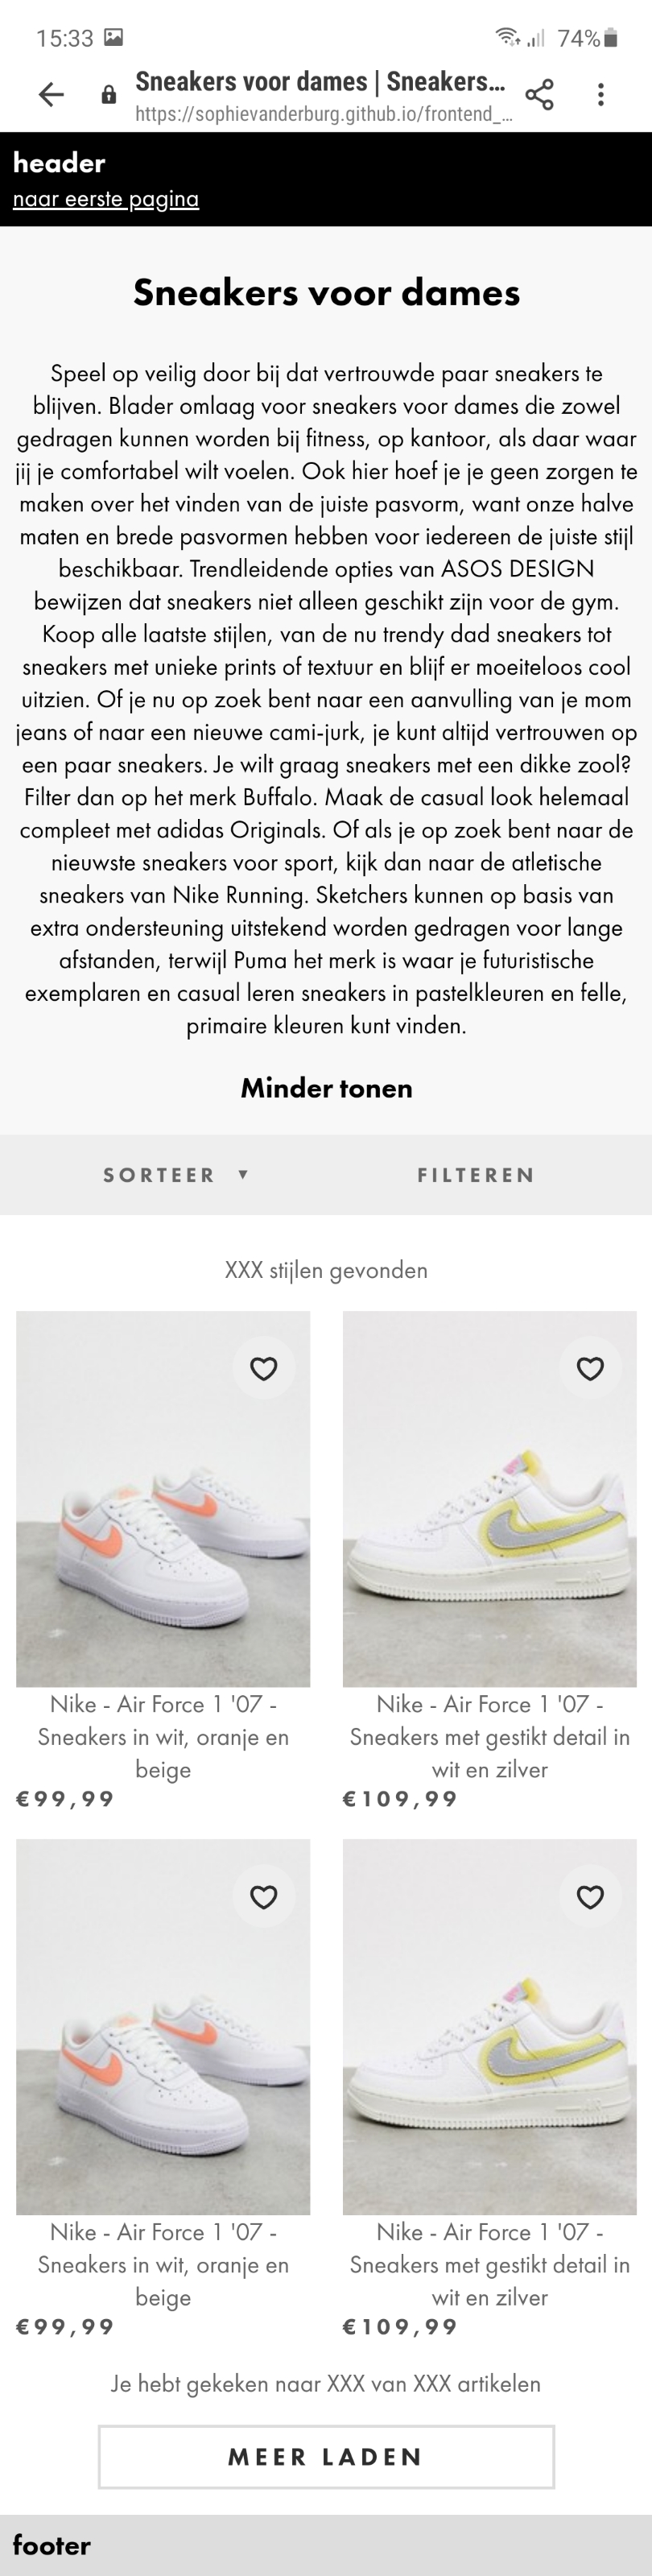 15:33
74%
Sneakers voor dames | Sneakers...
https://sophievanderburg.github.io/frontend_...
header
naar eerste pagina
Sneakers voor dames
Speel op veilig door bij dat vertrouwde paar sneakers te
blijven. Blader omlaag voor sneakers voor dames die zowel
gedragen kunnen worden bij fitness, op kantoor, als daar waar
jij je comfortabel wilt voelen. Ook hier hoef je je geen zorgen te
maken over het vinden van de juiste pasvorm, want onze halve
maten en brede pasvormen hebben voor iedereen de juiste stijl
beschikbaar. Trendleidende opties van ASOS DESIGN
bewijzen dat sneakers niet alleen geschikt zijn voor de gym.
Koop alle laatste stijlen, van de nu trendy dad sneakers tot
sneakers met unieke prints of textuur en blijf er moeiteloos cool
uitzien. Of je nu op zoek bent naar een aanvulling van je mom
jeans of naar een nieuwe cami-jurk, je kunt altijd vertrouwen op
een paar sneakers. Je wilt graag sneakers met een dikke zool?
Filter dan op het merk Buffalo. Maak de casual look helemaal
compleet met adidas Originals. Of als je op zoek bent naar de
nieuwste sneakers voor sport, kijk dan naar de atletische
sneakers van Nike Running. Sketchers kunnen op basis van
extra ondersteuning uitstekend worden gedragen voor lange
afstanden, terwijl Puma het merk is waar je futuristische
exemplaren en casual leren sneakers in pastelkleuren en felle,
primaire kleuren kunt vinden.
Minder tonen
SORTEER ▼
FILTEREN
XXX stijlen gevonden
Nike - Air Force 1 '07 -
Sneakers in wit, oranje en
beige
€99,99
Nike - Air Force 1 '07 -
Sneakers met gestikt detail in
wit en zilver
€109,99
Nike - Air Force 1 '07 -
Sneakers in wit, oranje en
beige
€99,99
Nike - Air Force 1 '07 -
Sneakers met gestikt detail in
wit en zilver
€109,99
Je hebt gekeken naar XXX van XXX artikelen
MEER LADEN
footer